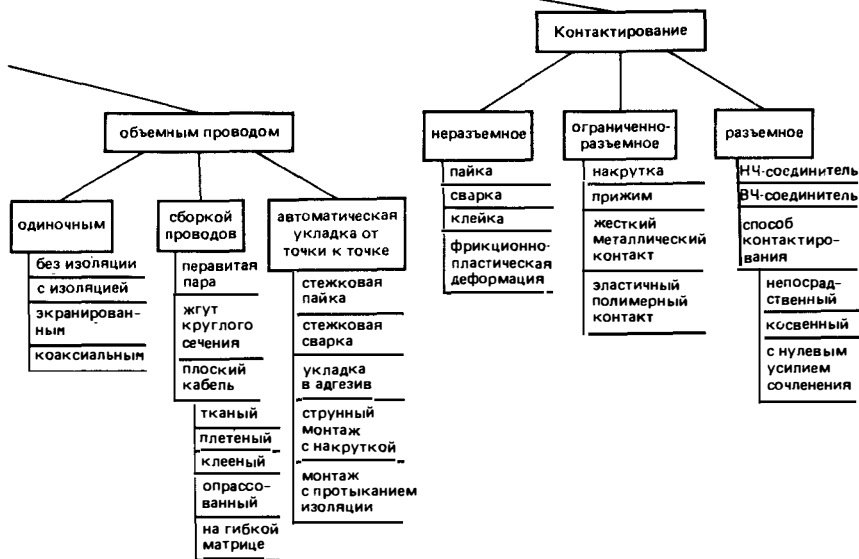 Контактирование
объемным проводом
неразъемное
ограниченно-
разъемное
разъемное
одиночным
без изоляции
с изоляцией
экранирован-
ным
коаксиальным
сборкой
проводов
перавитая
пара
жгут
круглого
сечения
плоский
кабель
тканый
плетеный
клееный
опрассо-
ванный
на гибкой
матрице
автоматическая
укладка от
точки к точке
стежковая
пайка
стежковая
сварка
укладка
в адгезив
струнный
монтаж
с накруткой
монтаж
с протыканием
изоляции
пайка
сварка
клейка
фрикционно-
пластическая
деформация
накрутка
прижим
жесткий
металлический
контакт
эластичный
полимерный
контакт
НЧ-соединитель
ВЧ-соединитель
способ
контактиро-
вания
непосрад-
ственный
косвенный
с нулевым
усилием
сочленения